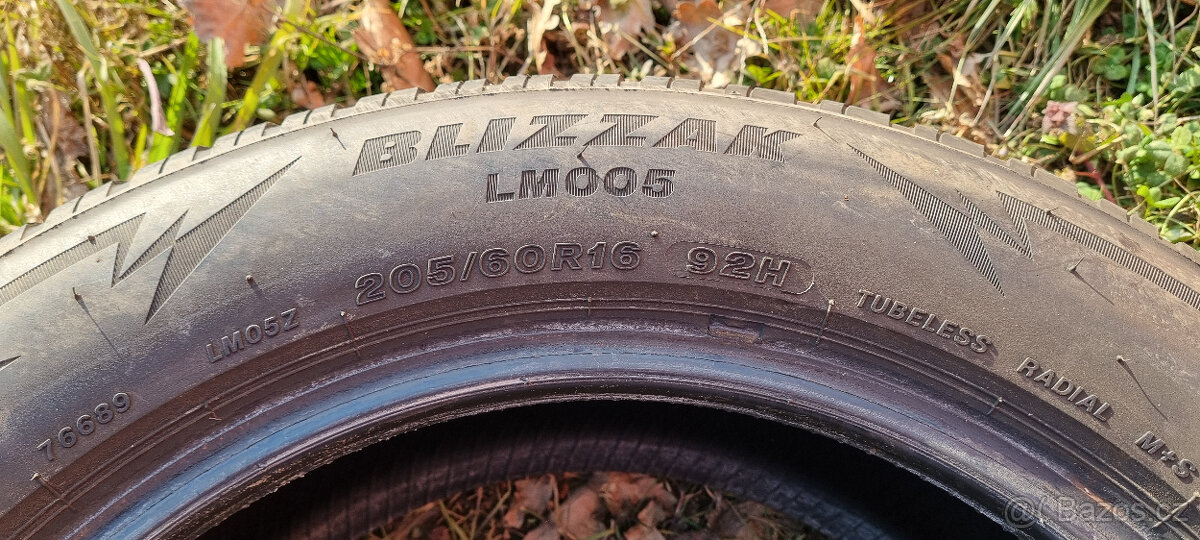 BLIZZAK
LM005
205/60R16 92H
TUBELESS
RADIAL
M+S
LM05Z
76689
Bazos.cz